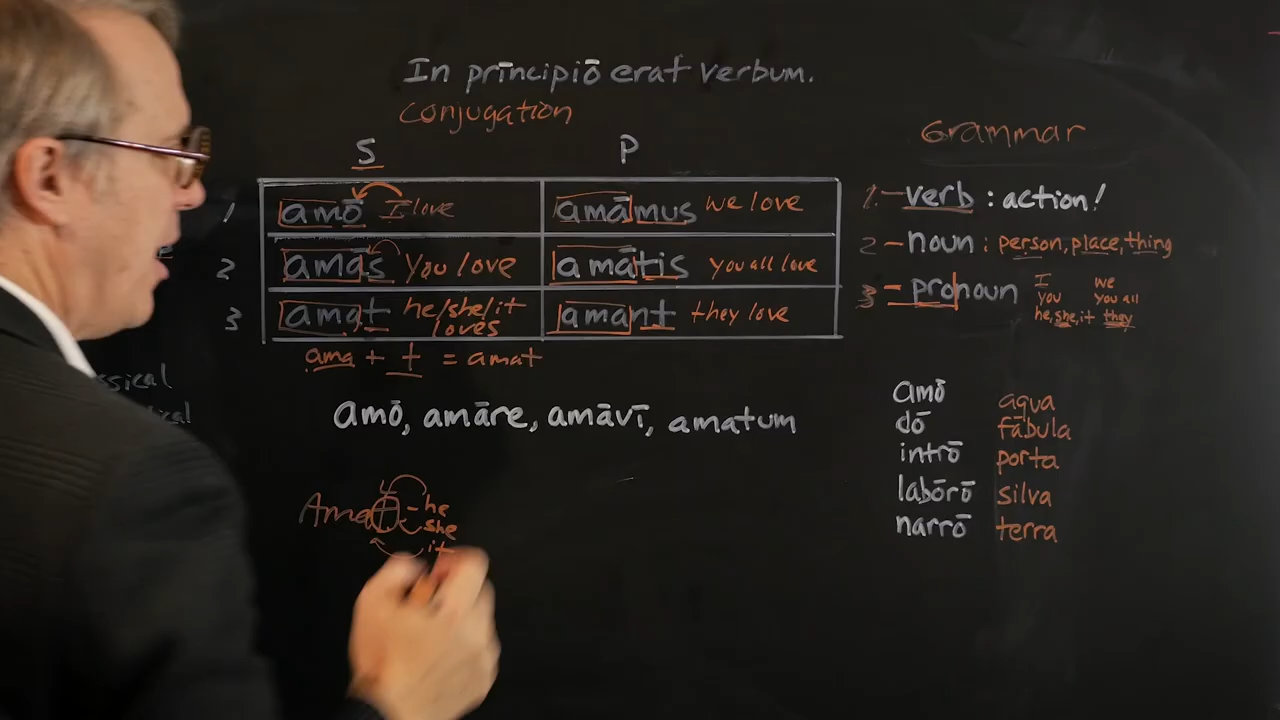 In prīncipiō erat verbum.
Conjugation
S P
1 amō I love amāmus we love
2 amās you love amātis you all love
3 amat he/she/it loves amant they love
ama + t = amat
amō, amāre, amāvī, amatum
Amat - he
she
it
Grammar
1- verb : action!
2 - noun : person, place, thing
3 - pronoun
I we
you you all
he, she, it they
amō aqua
dō fābula
intrō porta
labōrō silva
narrō terra